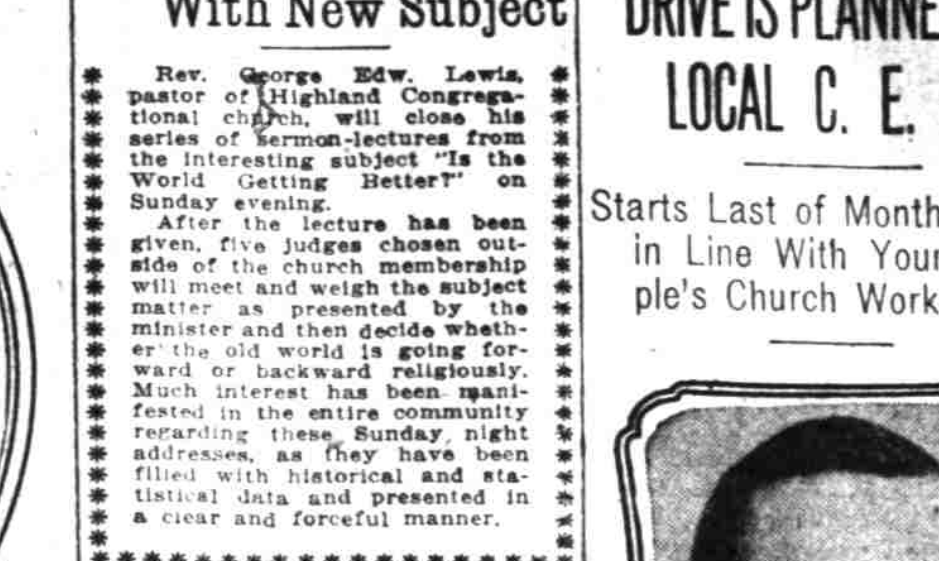 With New Subject
Rev. George Edw. Lewis,
pastor of Highland Congrega-
tional church, will close his
series of sermon-lectures from
the interesting subject "Is the
World Getting Better?" on
Sunday evening.
After the lecture has been
given, five judges chosen out-
side of the church membership
will meet and weigh the subject
matter as presented by the
minister and then decide wheth-
er the old world is going for-
ward or backward religiously.
Much interest has been mani-
fested in the entire community
regarding these Sunday night
addresses, as they have been
filled with historical and sta-
tistical data and presented in
a clear and forceful manner.
DRIVE IS PLANNE
LOCAL C. E.
Starts Last of Month
in Line With Youn
ple's Church Work